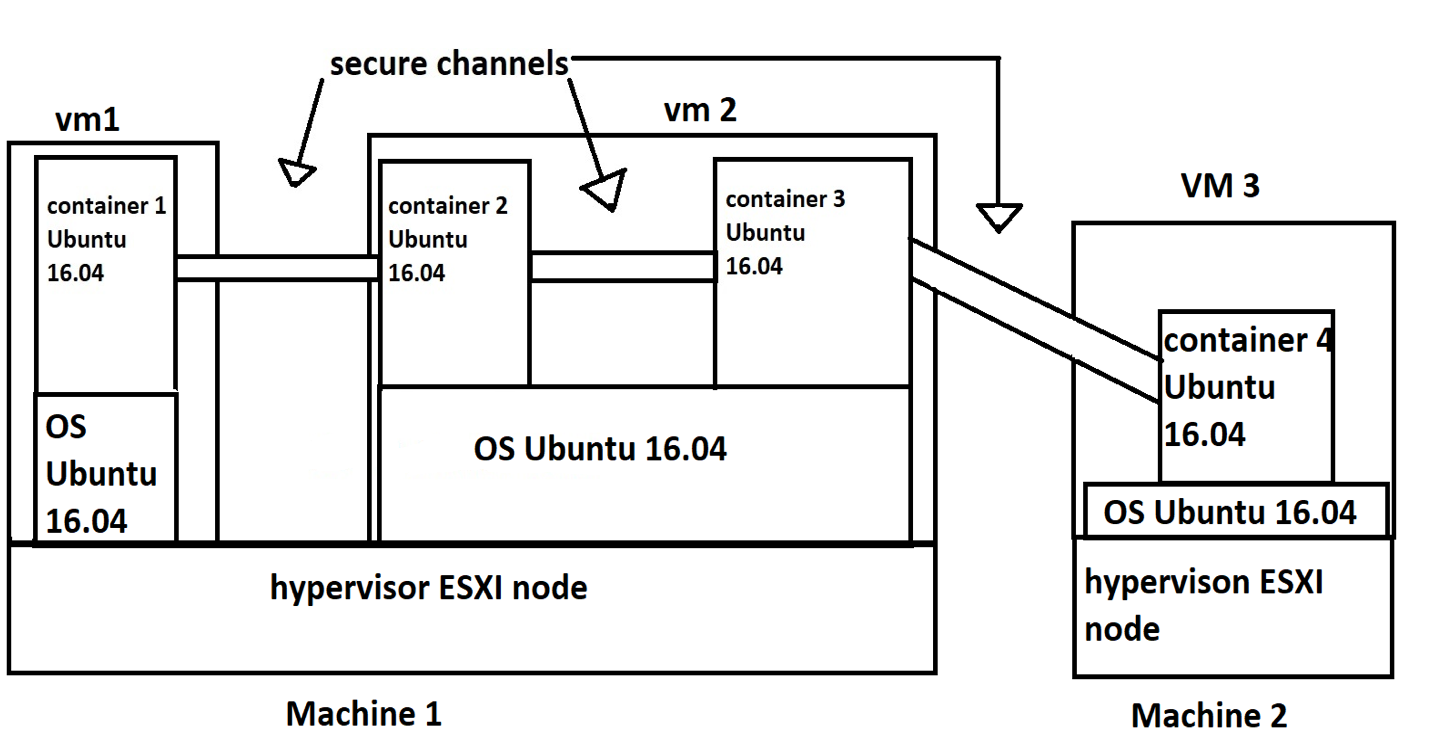 secure channels
vm1
vm 2
VM 3
container 1
Ubuntu
16.04
container 2
Ubuntu
16.04
container 3
Ubuntu
16.04
container 4
Ubuntu
16.04
OS
Ubuntu
16.04
OS Ubuntu 16.04
OS Ubuntu 16.04
hypervisor ESXI node
hypervison ESXI
node
Machine 1
Machine 2